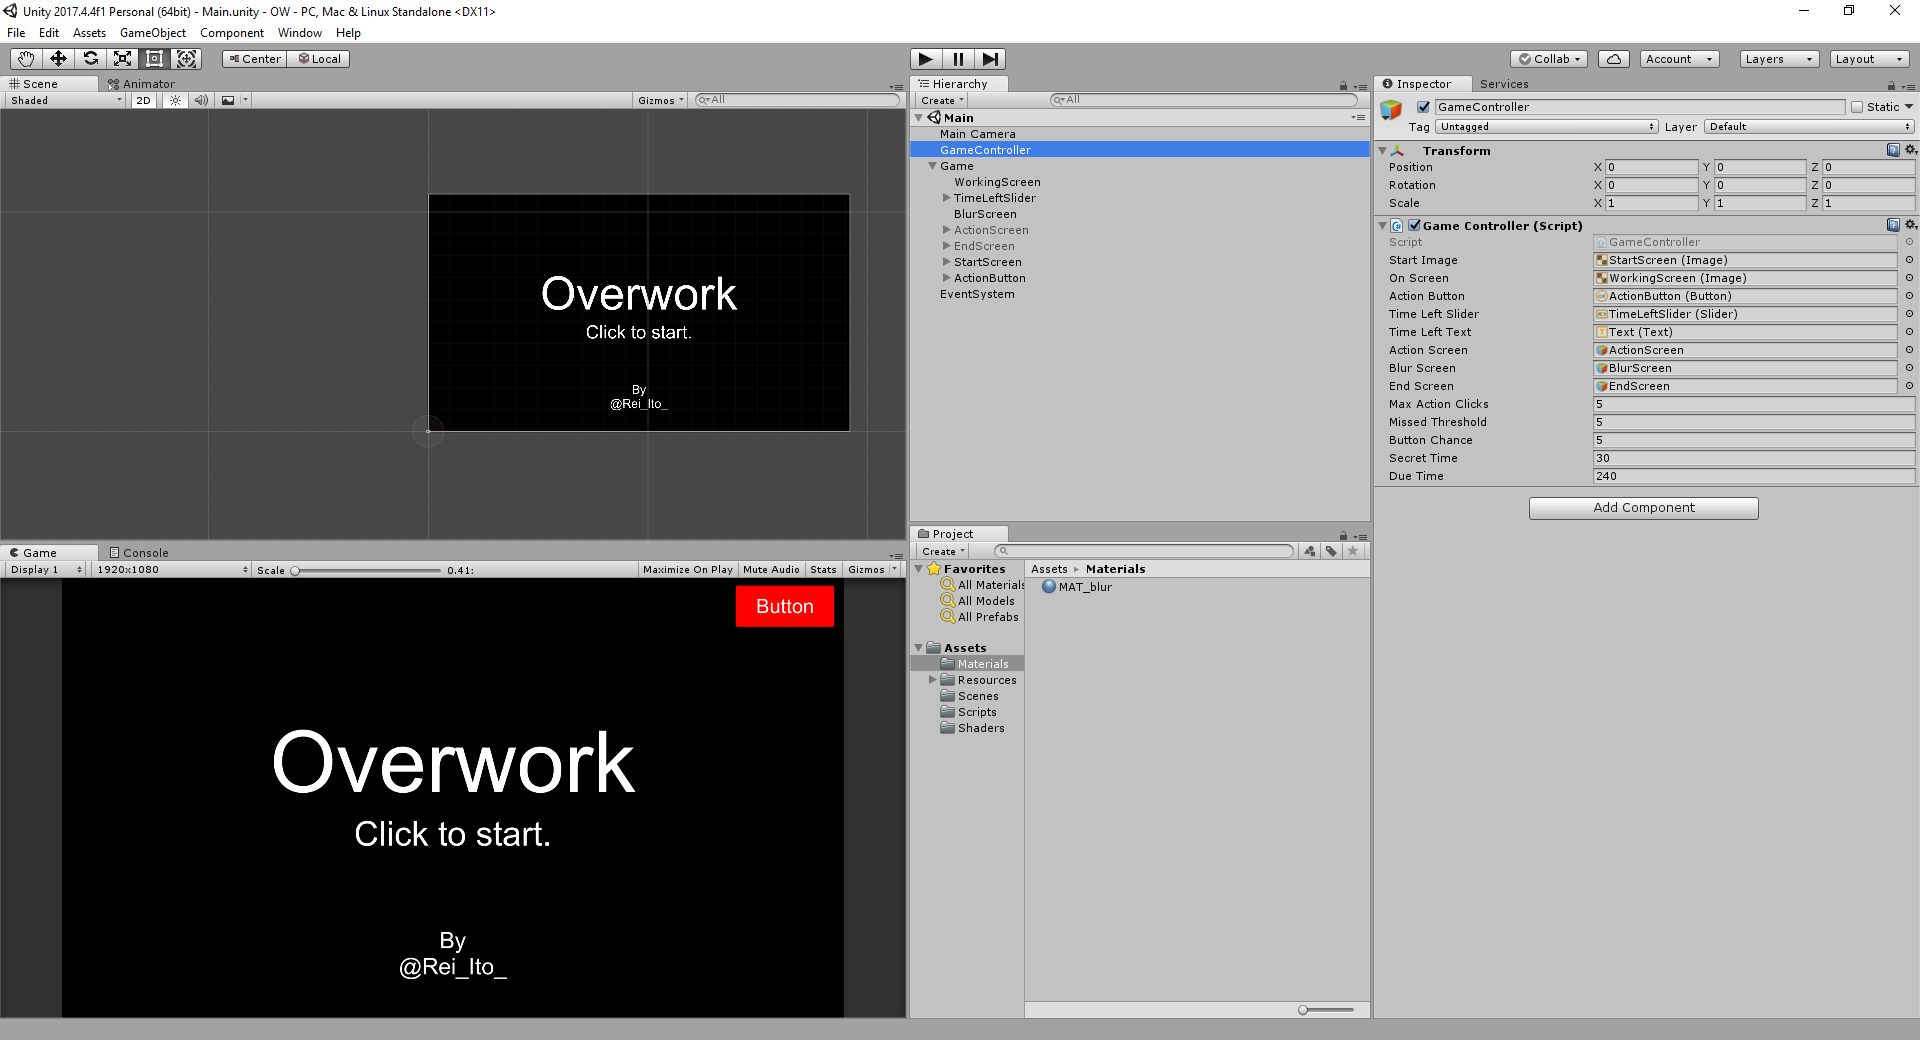 Unity 2017.4.4f1 Personal (64bit) - Main.unity - OW - PC, Mac & Linux Standalone <DX11>
File Edit Assets GameObject Component Window Help
Center Local
Collab Account Layers Layout
Scene Animator
Shaded 2D Gizmos All
Overwork
Click to start.
By
@Rei_Ito_
Game Console
Display 1 1920x1080 Scale 0.41: Maximize On Play Mute Audio Stats Gizmos
Button
Overwork
Click to start.
By
@Rei_Ito_
Hierarchy
Create All
Main
Main Camera
GameController
Game
WorkingScreen
TimeLeftSlider
BlurScreen
ActionScreen
EndScreen
StartScreen
ActionButton
EventSystem
Project
Create
Favorites
All Materials
All Models
All Prefabs
Assets
Materials
Resources
Scenes
Scripts
Shaders
Assets Materials
MAT_blur
Inspector Services
GameController Static
Tag Untagged Layer Default
Transform
Position X 0 Y 0 Z 0
Rotation X 0 Y 0 Z 0
Scale X 1 Y 1 Z 1
Game Controller (Script)
Script GameController
Start Image StartScreen (Image)
On Screen WorkingScreen (Image)
Action Button ActionButton (Button)
Time Left Slider TimeLeftSlider (Slider)
Time Left Text Text (Text)
Action Screen ActionScreen
Blur Screen BlurScreen
End Screen EndScreen
Max Action Clicks 5
Missed Threshold 5
Button Chance 5
Secret Time 30
Due Time 240
Add Component